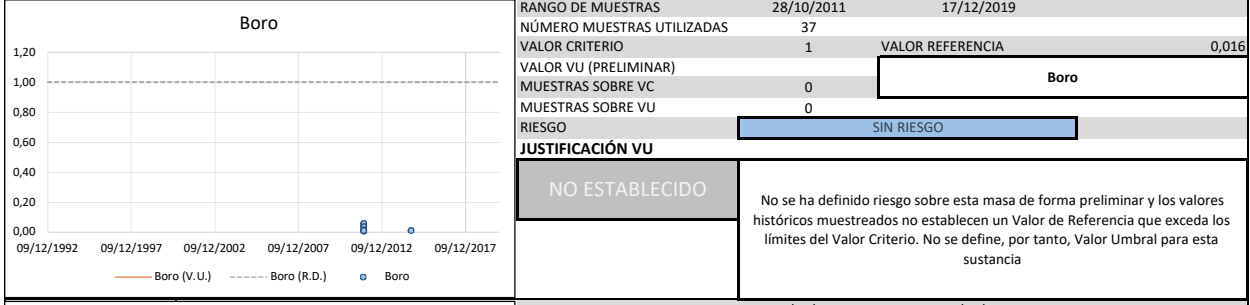 Boro
1,20
1,00
0,80
0,60
0,40
0,20
0,00
09/12/1992 09/12/1997 09/12/2002 09/12/2007 09/12/2012 09/12/2017
Boro (V.U.) Boro (R.D.) Boro
RANGO DE MUESTRAS 28/10/2011 17/12/2019
NÚMERO MUESTRAS UTILIZADAS 37
VALOR CRITERIO 1 VALOR REFERENCIA 0,016
VALOR VU (PRELIMINAR)
Boro
MUESTRAS SOBRE VC 0
MUESTRAS SOBRE VU 0
RIESGO SIN RIESGO
JUSTIFICACIÓN VU
NO ESTABLECIDO
No se ha definido riesgo sobre esta masa de forma preliminar y los valores
históricos muestreados no establecen un Valor de Referencia que exceda los
límites del Valor Criterio. No se define, por tanto, Valor Umbral para esta
sustancia